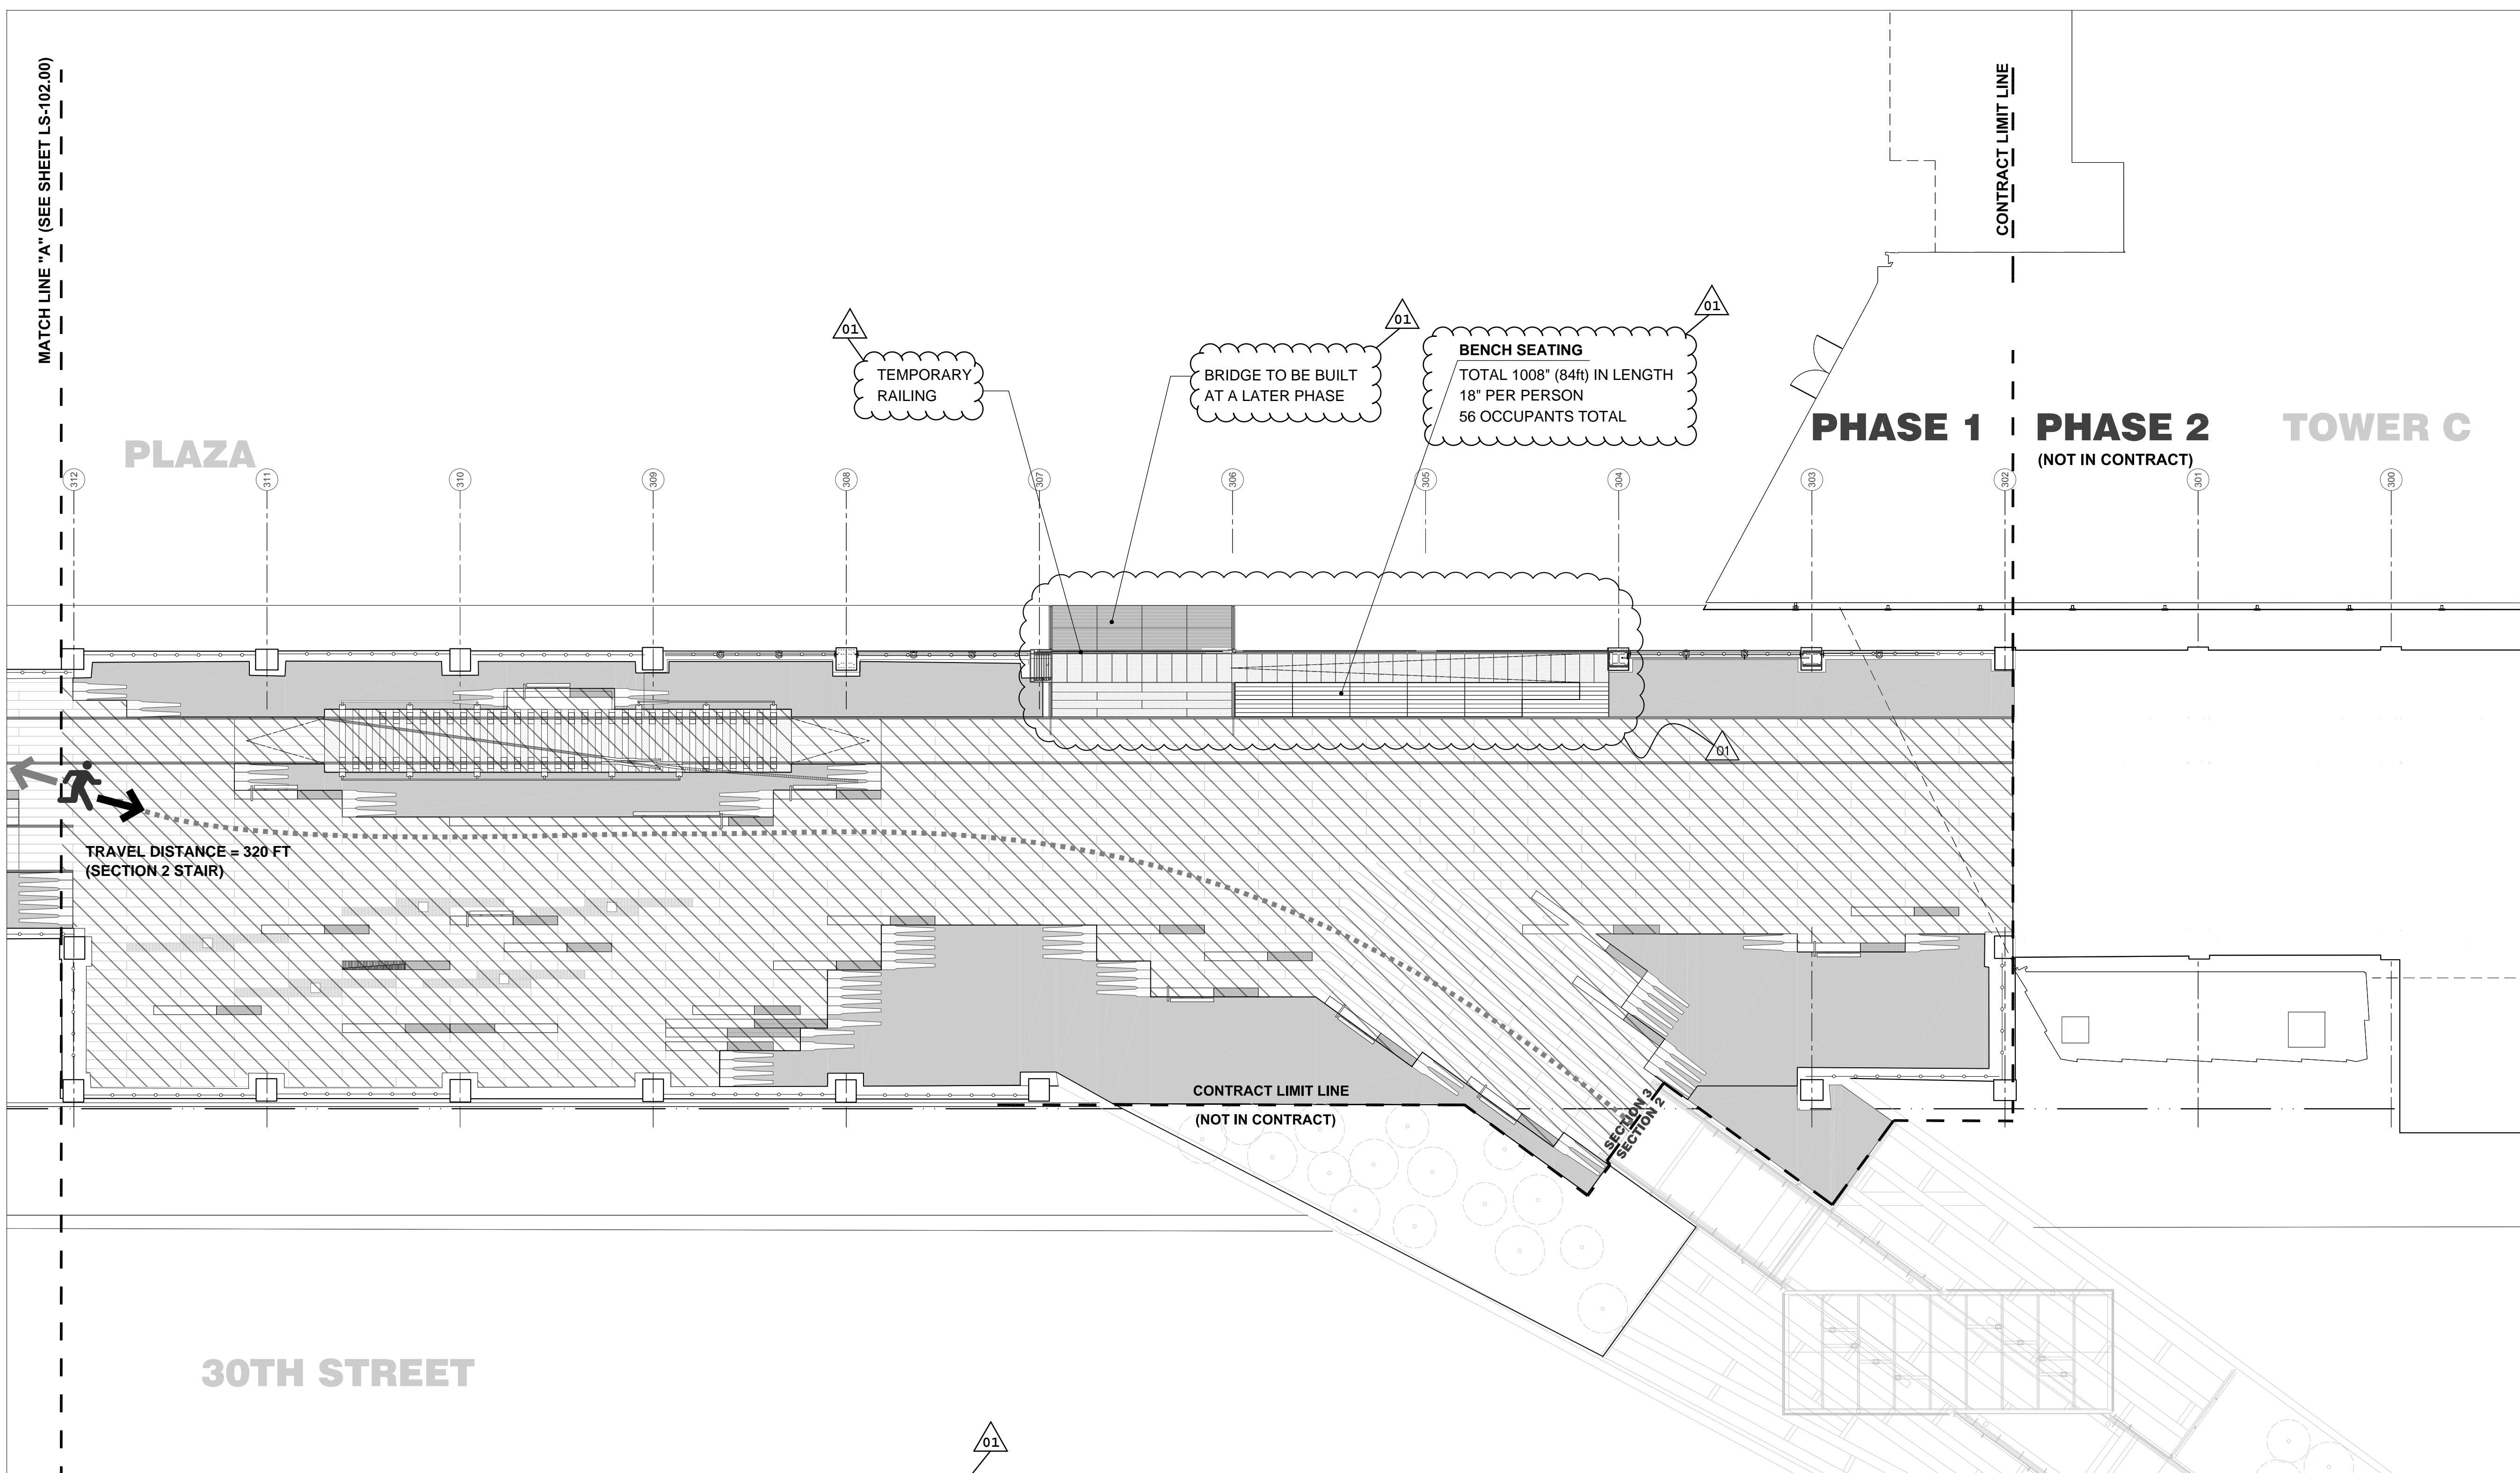 MATCH LINE "A" (SEE SHEET LS-102.00)
CONTRACT LIMIT LINE
01
TEMPORARY
RAILING
01
BRIDGE TO BE BUILT
AT A LATER PHASE
01
BENCH SEATING
TOTAL 1008" (84ft) IN LENGTH
18" PER PERSON
56 OCCUPANTS TOTAL
PHASE 1
PHASE 2
(NOT IN CONTRACT)
TOWER C
PLAZA
312
311
310
309
308
307
306
305
304
303
302
301
300
01
TRAVEL DISTANCE = 320 FT
(SECTION 2 STAIR)
CONTRACT LIMIT LINE
(NOT IN CONTRACT)
SECTION 3
SECTION 2
30TH STREET
01